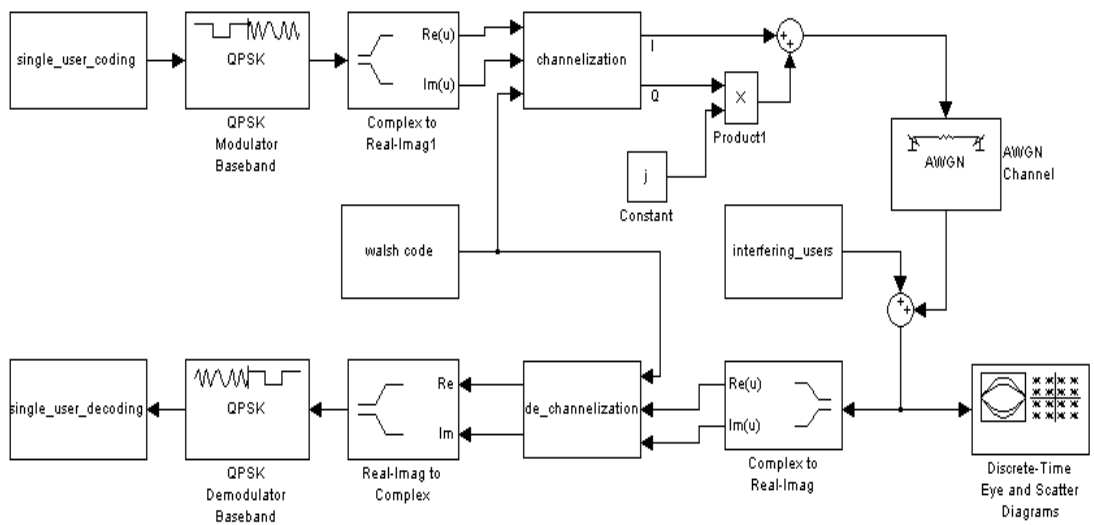 single_user_coding
QPSK
QPSK
Modulator
Baseband
Re(u)
Im(u)
Complex to
Real-Imag1
channelization
I
Q
X
Product1
j
Constant
+
+
AWGN
AWGN
Channel
walsh code
interfering_users
+
+
single_user_decoding
QPSK
QPSK
Demodulator
Baseband
Re
Im
Real-Imag to
Complex
de_channelization
Re(u)
Im(u)
Complex to
Real-Imag
Discrete-Time
Eye and Scatter
Diagrams